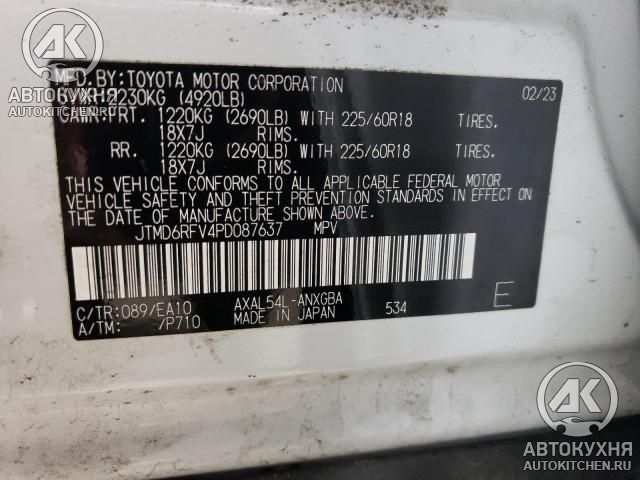 MFD. BY: TOYOTA MOTOR CORPORATION 02/23
2230KG (4920LB)
GAWR: FRT. 1220KG (2690LB) WITH 225/60R18 TIRES.
18X7J RIMS.
RR. 1220KG (2690LB) WITH 225/60R18 TIRES.
18X7J RIMS.
THIS VEHICLE CONFORMS TO ALL APPLICABLE FEDERAL MOTOR
VEHICLE SAFETY AND THEFT PREVENTION STANDARDS IN EFFECT ON
THE DATE OF MANUFACTURE SHOWN ABOVE.
JTMD6RFV4PD087637 MPV
C/TR: 089/EA10 AXAL54L-ANXGBA 534 E
A/TM: /P710 MADE IN JAPAN
АК
АВТОКУХНЯ
AUTOKITCHEN.RU
АК
АВТОКУХНЯ
AUTOKITCHEN.RU